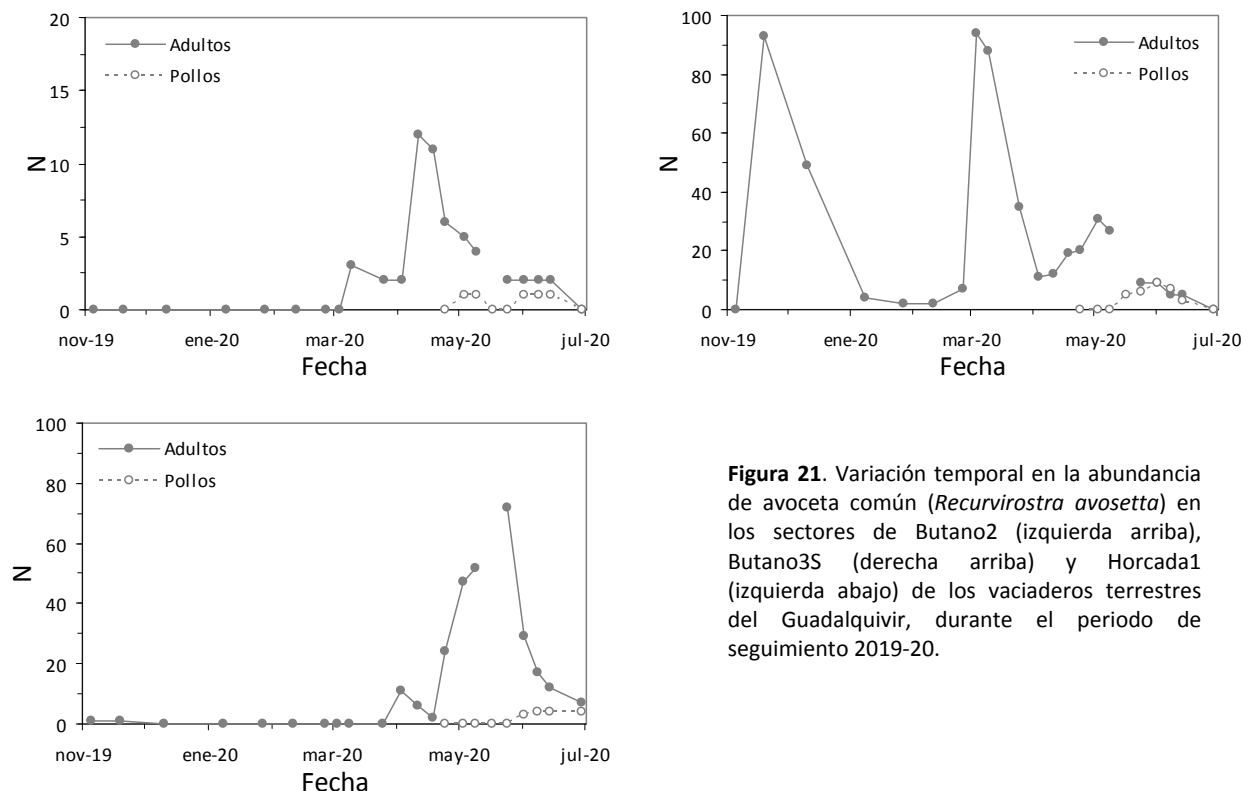 20
15
10
5
0
N
Adultos
Pollos
nov-19 ene-20 mar-20 may-20 jul-20
Fecha
100
80
60
40
20
0
N
Adultos
Pollos
nov-19 ene-20 mar-20 may-20 jul-20
Fecha
100
80
60
40
20
0
N
Adultos
Pollos
nov-19 ene-20 mar-20 may-20 jul-20
Fecha
Figura 21. Variación temporal en la abundancia
de avoceta común (Recurvirostra avosetta) en
los sectores de Butano2 (izquierda arriba),
Butano3S (derecha arriba) y Horcada1
(izquierda abajo) de los vaciaderos terrestres
del Guadalquivir, durante el periodo de
seguimiento 2019-20.